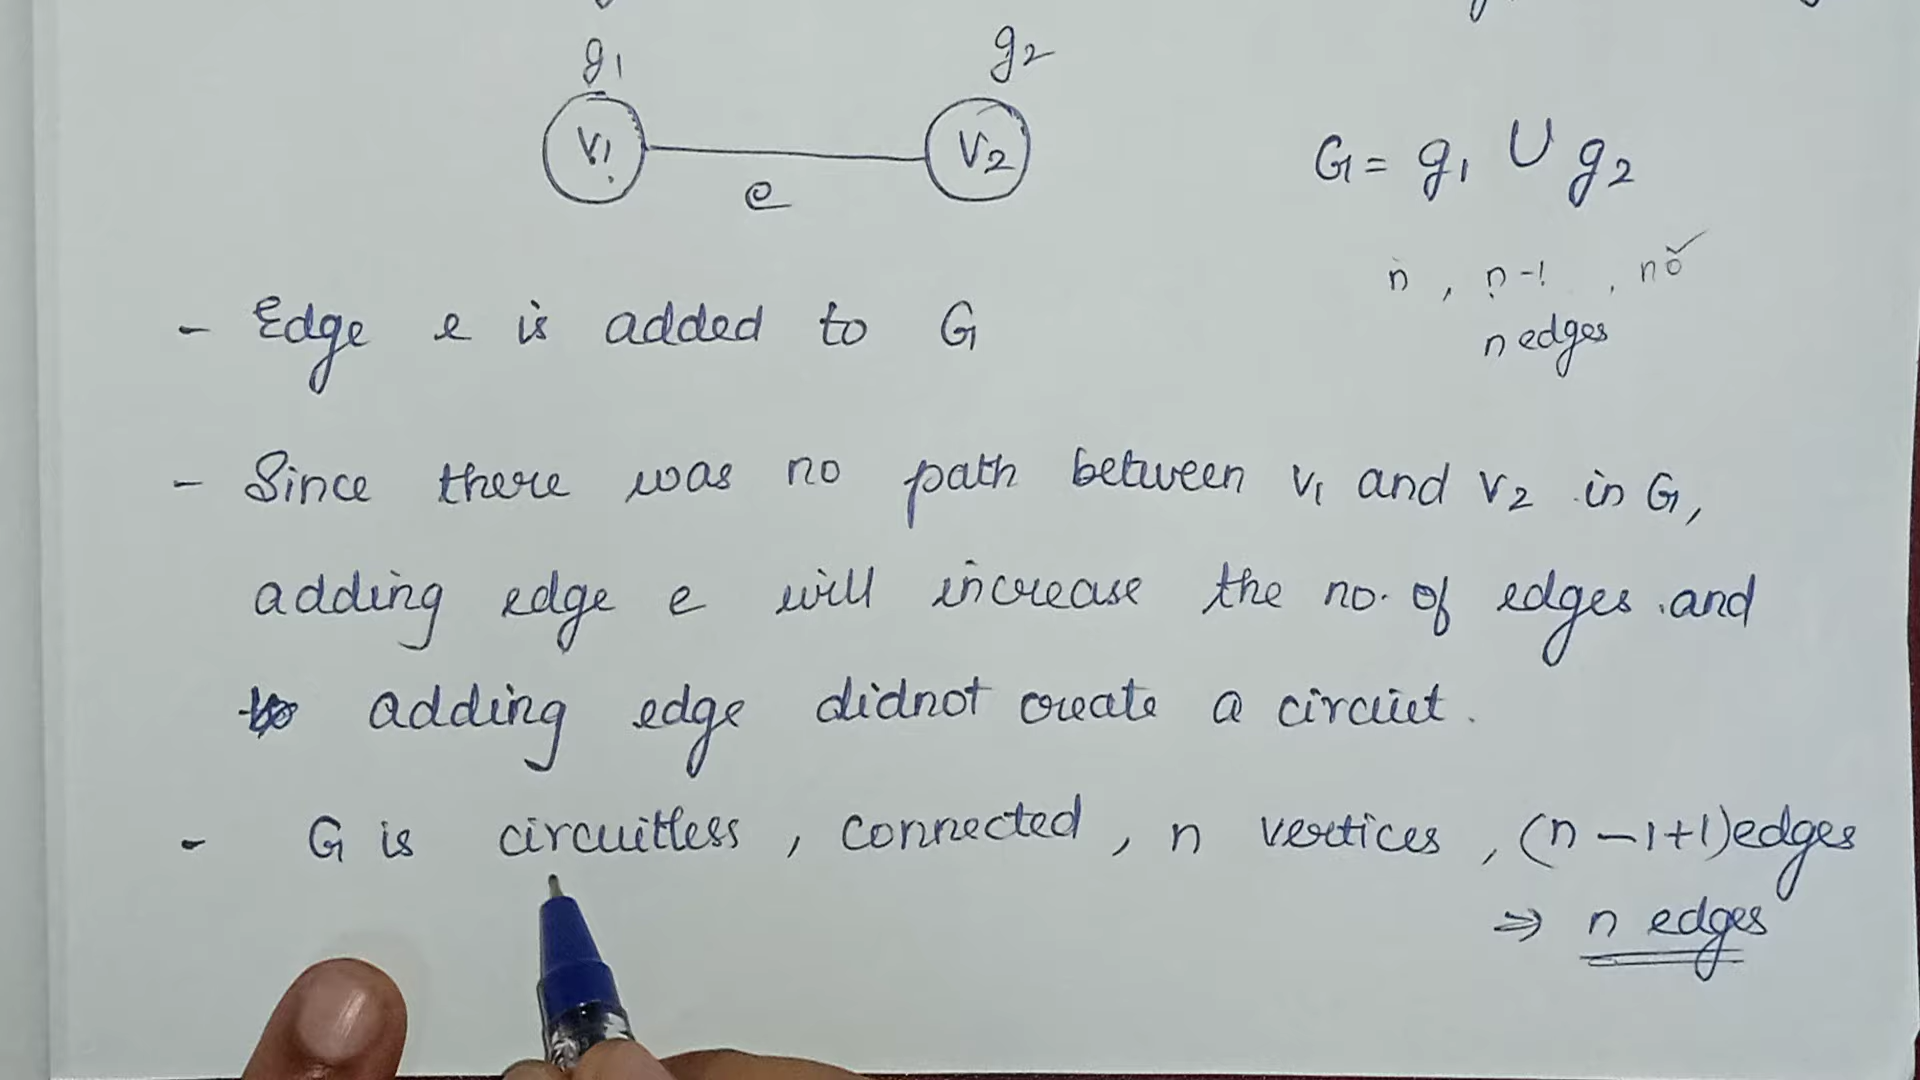 g1 g2
V1 V2
e
G = g1 ∪ g2
n , n-1 , no ✓
n edges
- Edge e is added to G
- Since there was no path between v1 and v2 in G,
adding edge e will increase the no. of edges and
adding edge didnot create a circuit.
- G is circuitless, connected, n vertices, (n-1+1)edges
⇒ n edges